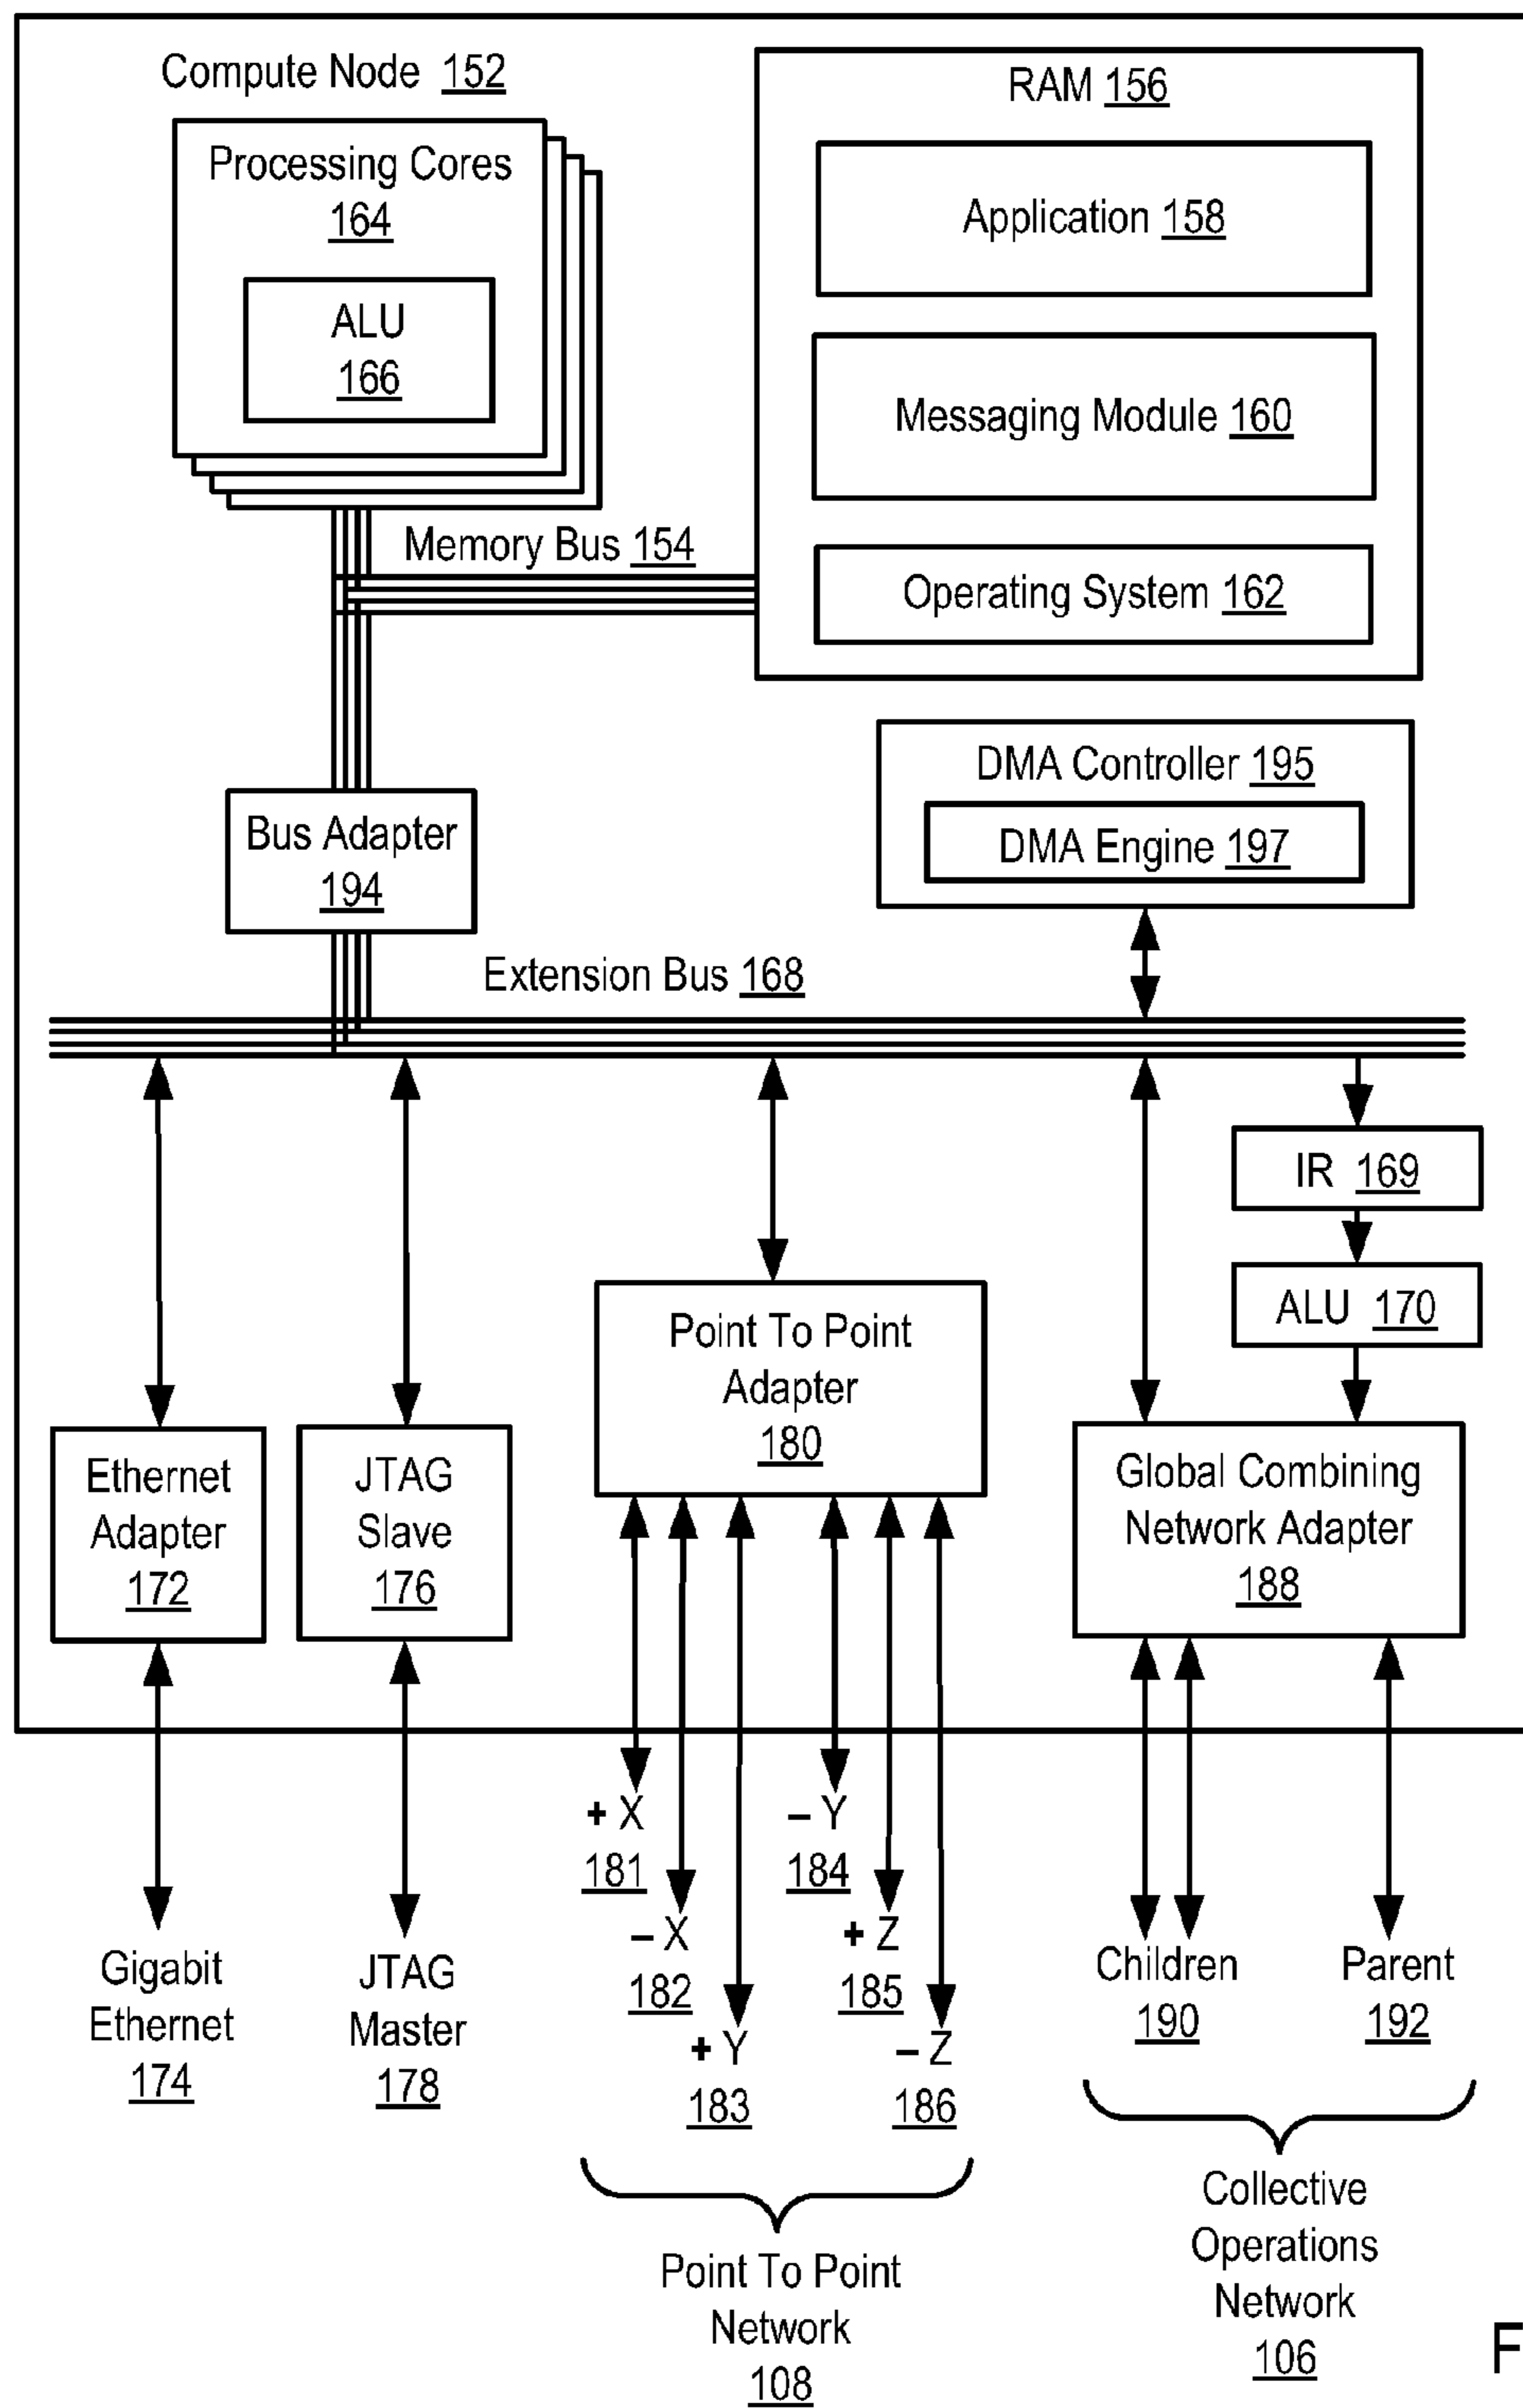 Compute Node 152
Processing Cores
164
ALU
166
RAM 156
Application 158
Messaging Module 160
Operating System 162
Memory Bus 154
DMA Controller 195
DMA Engine 197
Bus Adapter
194
Extension Bus 168
IR 169
ALU 170
Point To Point
Adapter
180
Ethernet
Adapter
172
JTAG
Slave
176
Global Combining
Network Adapter
188
+ X
181
– X
182
+ Y
183
– Y
184
+ Z
185
– Z
186
Gigabit
Ethernet
174
JTAG
Master
178
Children
190
Parent
192
Point To Point
Network
108
Collective
Operations
Network
106
F